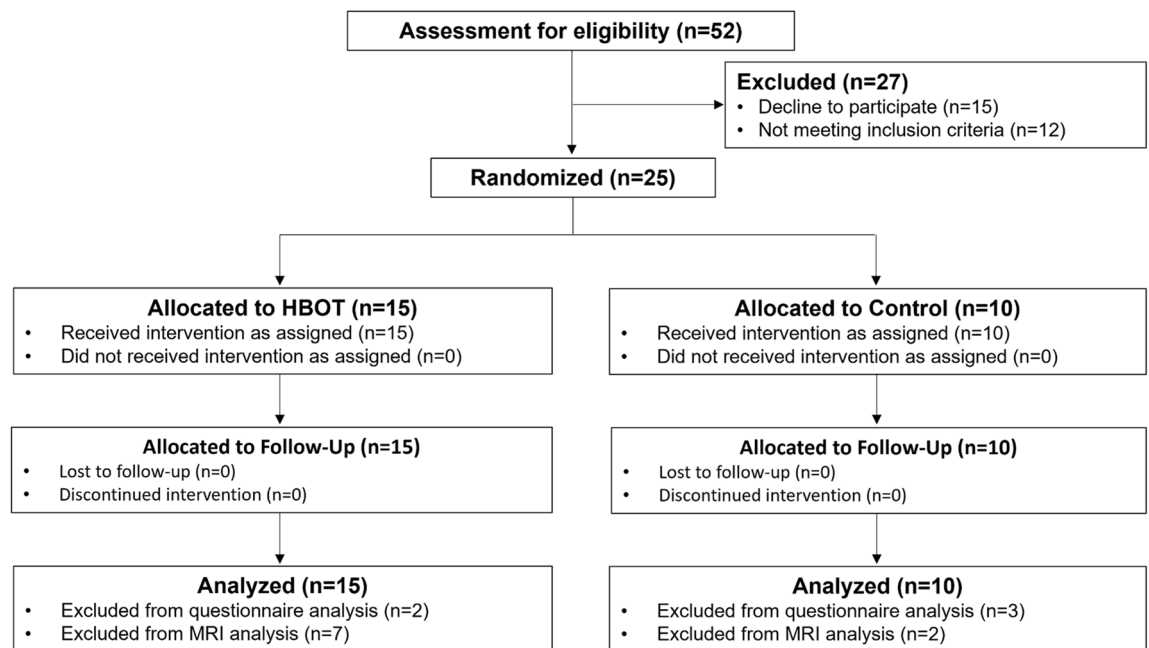 Assessment for eligibility (n=52)
Excluded (n=27)
• Decline to participate (n=15)
• Not meeting inclusion criteria (n=12)
Randomized (n=25)
Allocated to HBOT (n=15)
• Received intervention as assigned (n=15)
• Did not received intervention as assigned (n=0)
Allocated to Control (n=10)
• Received intervention as assigned (n=10)
• Did not received intervention as assigned (n=0)
Allocated to Follow-Up (n=15)
• Lost to follow-up (n=0)
• Discontinued intervention (n=0)
Allocated to Follow-Up (n=10)
• Lost to follow-up (n=0)
• Discontinued intervention (n=0)
Analyzed (n=15)
• Excluded from questionnaire analysis (n=2)
• Excluded from MRI analysis (n=7)
Analyzed (n=10)
• Excluded from questionnaire analysis (n=3)
• Excluded from MRI analysis (n=2)